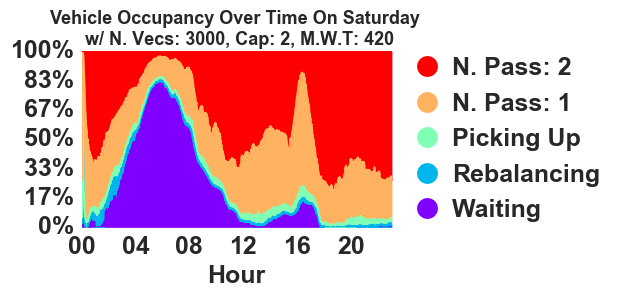 Vehicle Occupancy Over Time On Saturday
w/ N. Vecs: 3000, Cap: 2, M.W.T: 420
100%
83%
67%
50%
33%
17%
0%
00 04 08 12 16 20
Hour
N. Pass: 2
N. Pass: 1
Picking Up
Rebalancing
Waiting